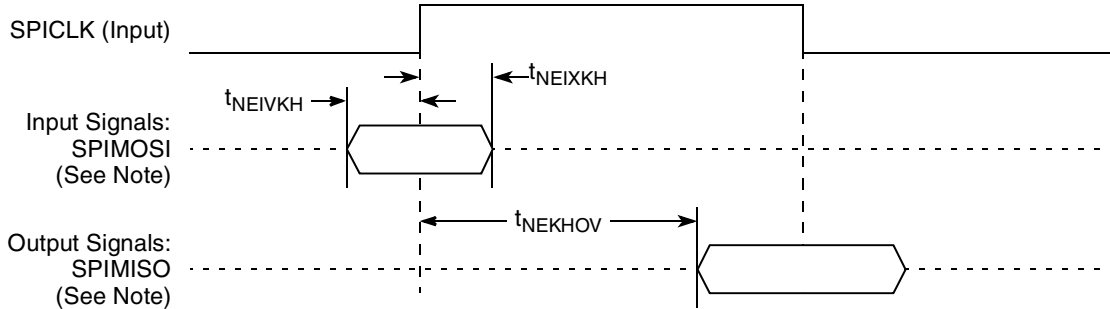 SPICLK (Input)
tNEIXKH
tNEIVKH
Input Signals:
SPIMOSI
(See Note)
tNEKHOV
Output Signals:
SPIMISO
(See Note)